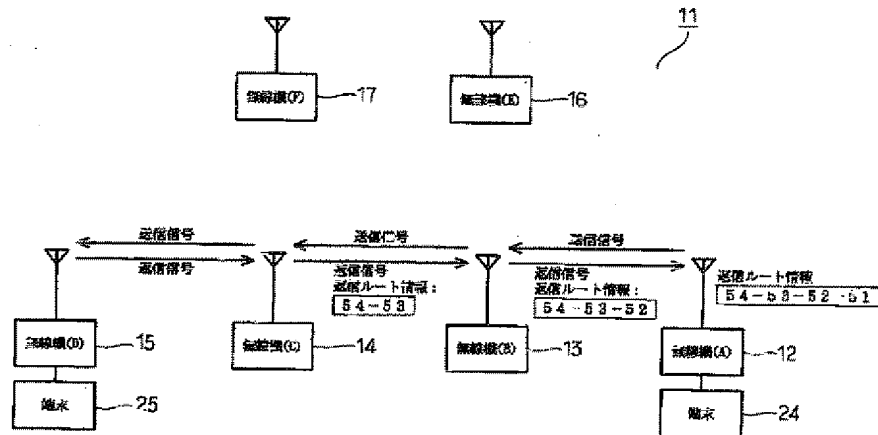 11
無線機(F)
17
無線機(E)
16
送信信号
送信信号
送信信号
返信信号
返信信号
返信ルート情報：
54-53
返信信号
返信ルート情報：
54-53-52
返信ルート情報
54-53-52-51
無線機(D)
15
無線機(C)
14
無線機(B)
13
無線機(A)
12
端末
25
端末
24